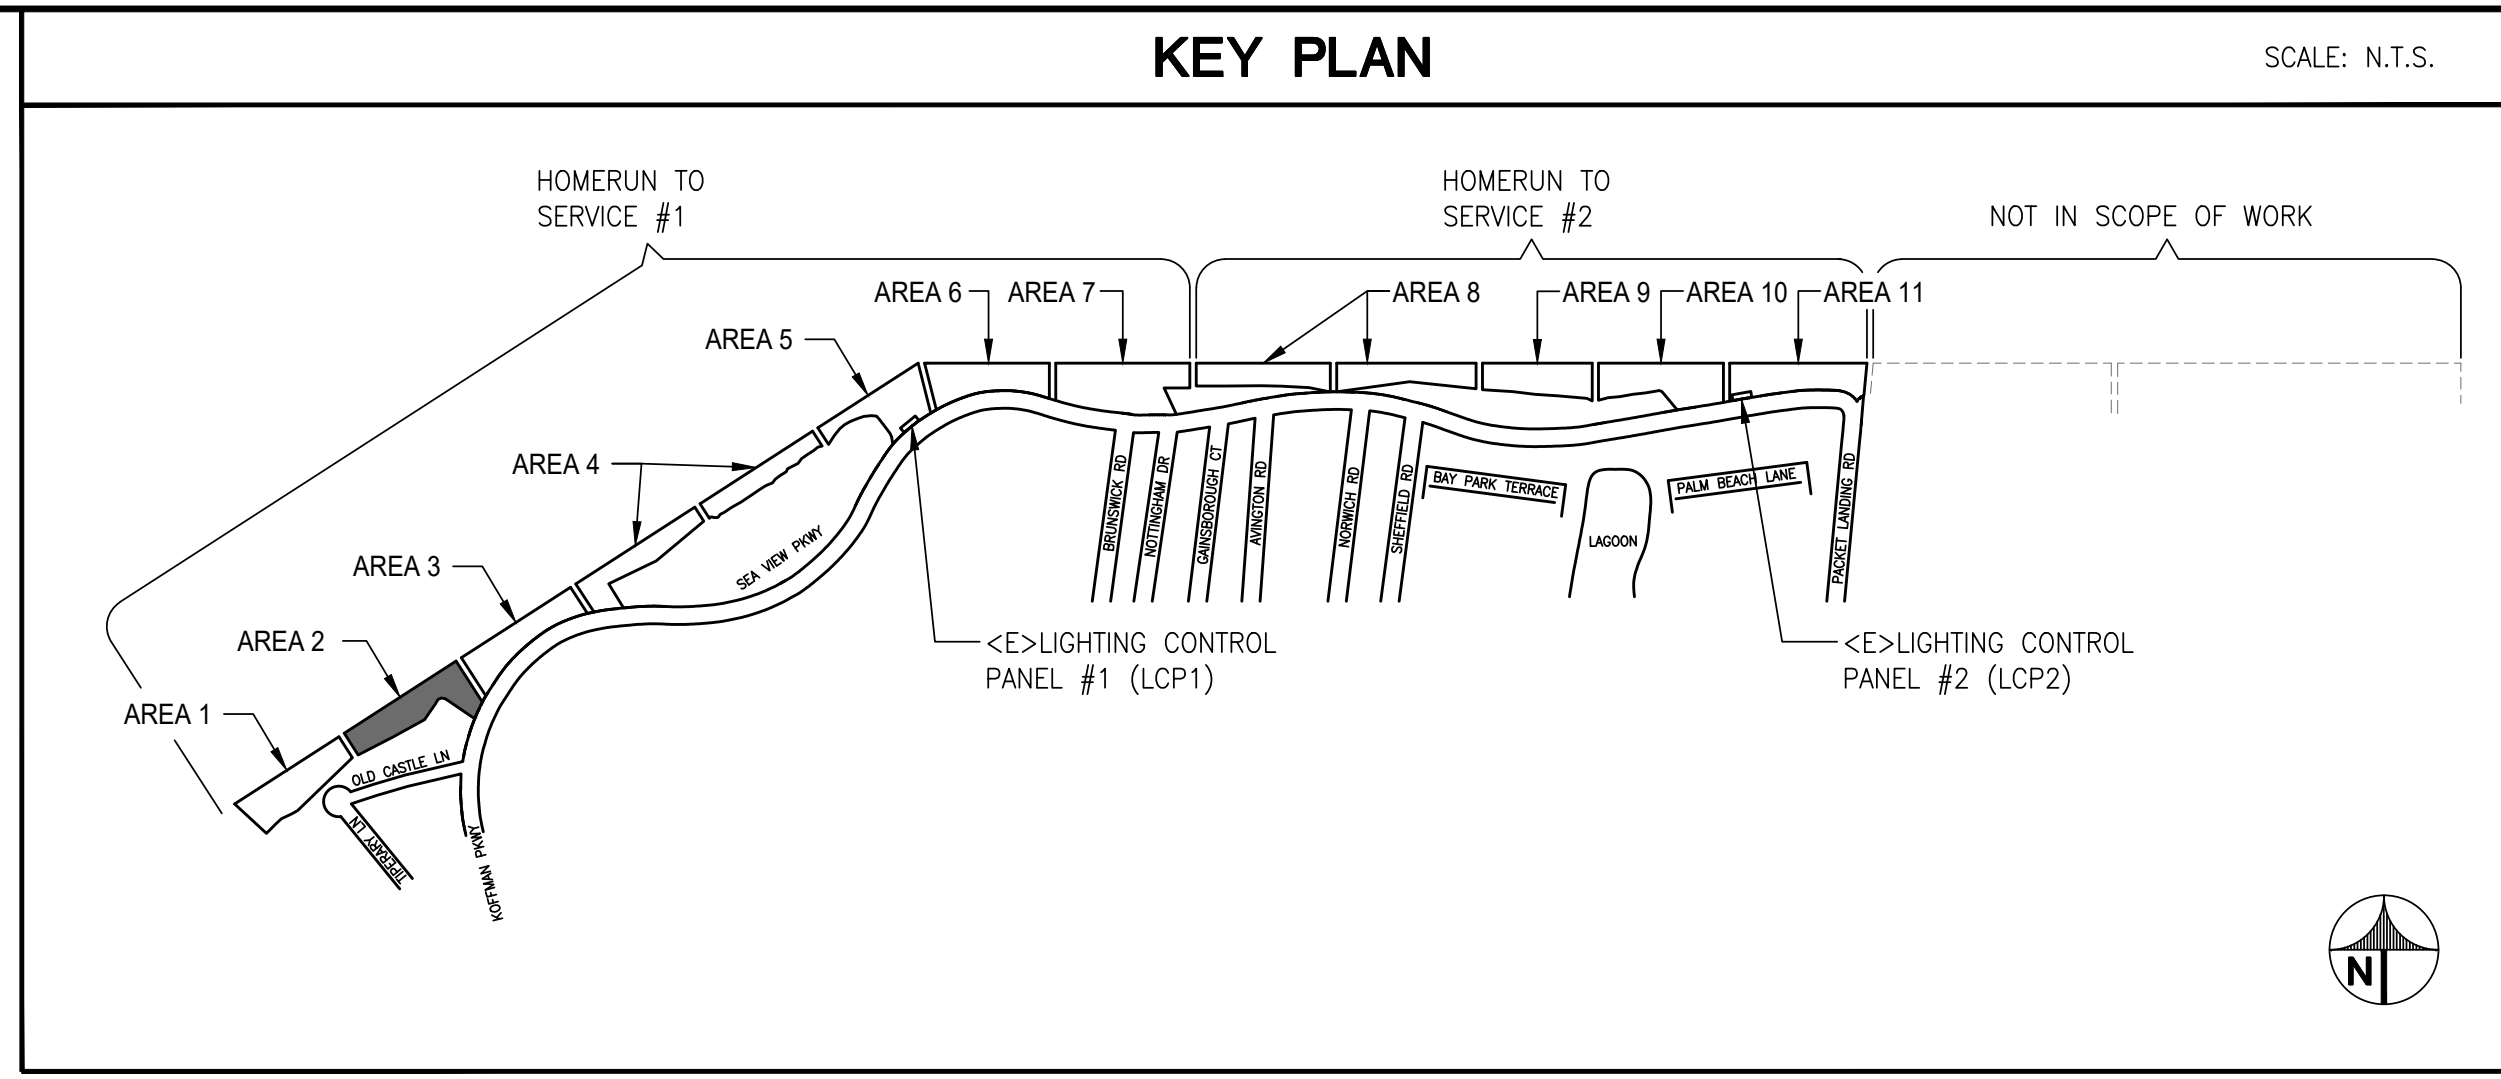 KEY PLAN
SCALE: N.T.S.
HOMERUN TO
SERVICE #1
HOMERUN TO
SERVICE #2
NOT IN SCOPE OF WORK
AREA 6
AREA 7
AREA 8
AREA 9
AREA 10
AREA 11
AREA 5
AREA 4
AREA 3
AREA 2
AREA 1
SEA VIEW PKWY
BRUNSWICK RD
NOTTINGHAM DR
GAINSBOROUGH CT
AVINGTON RD
NORWICH RD
SHEFFIELD RD
BAY PARK TERRACE
LAGOON
PALM BEACH LANE
PACKET LANDING RD
<E>LIGHTING CONTROL
PANEL #1 (LCP1)
<E>LIGHTING CONTROL
PANEL #2 (LCP2)
OLD CASTLE LN
TIPERARY LN
KOFFMAN PKWY
N